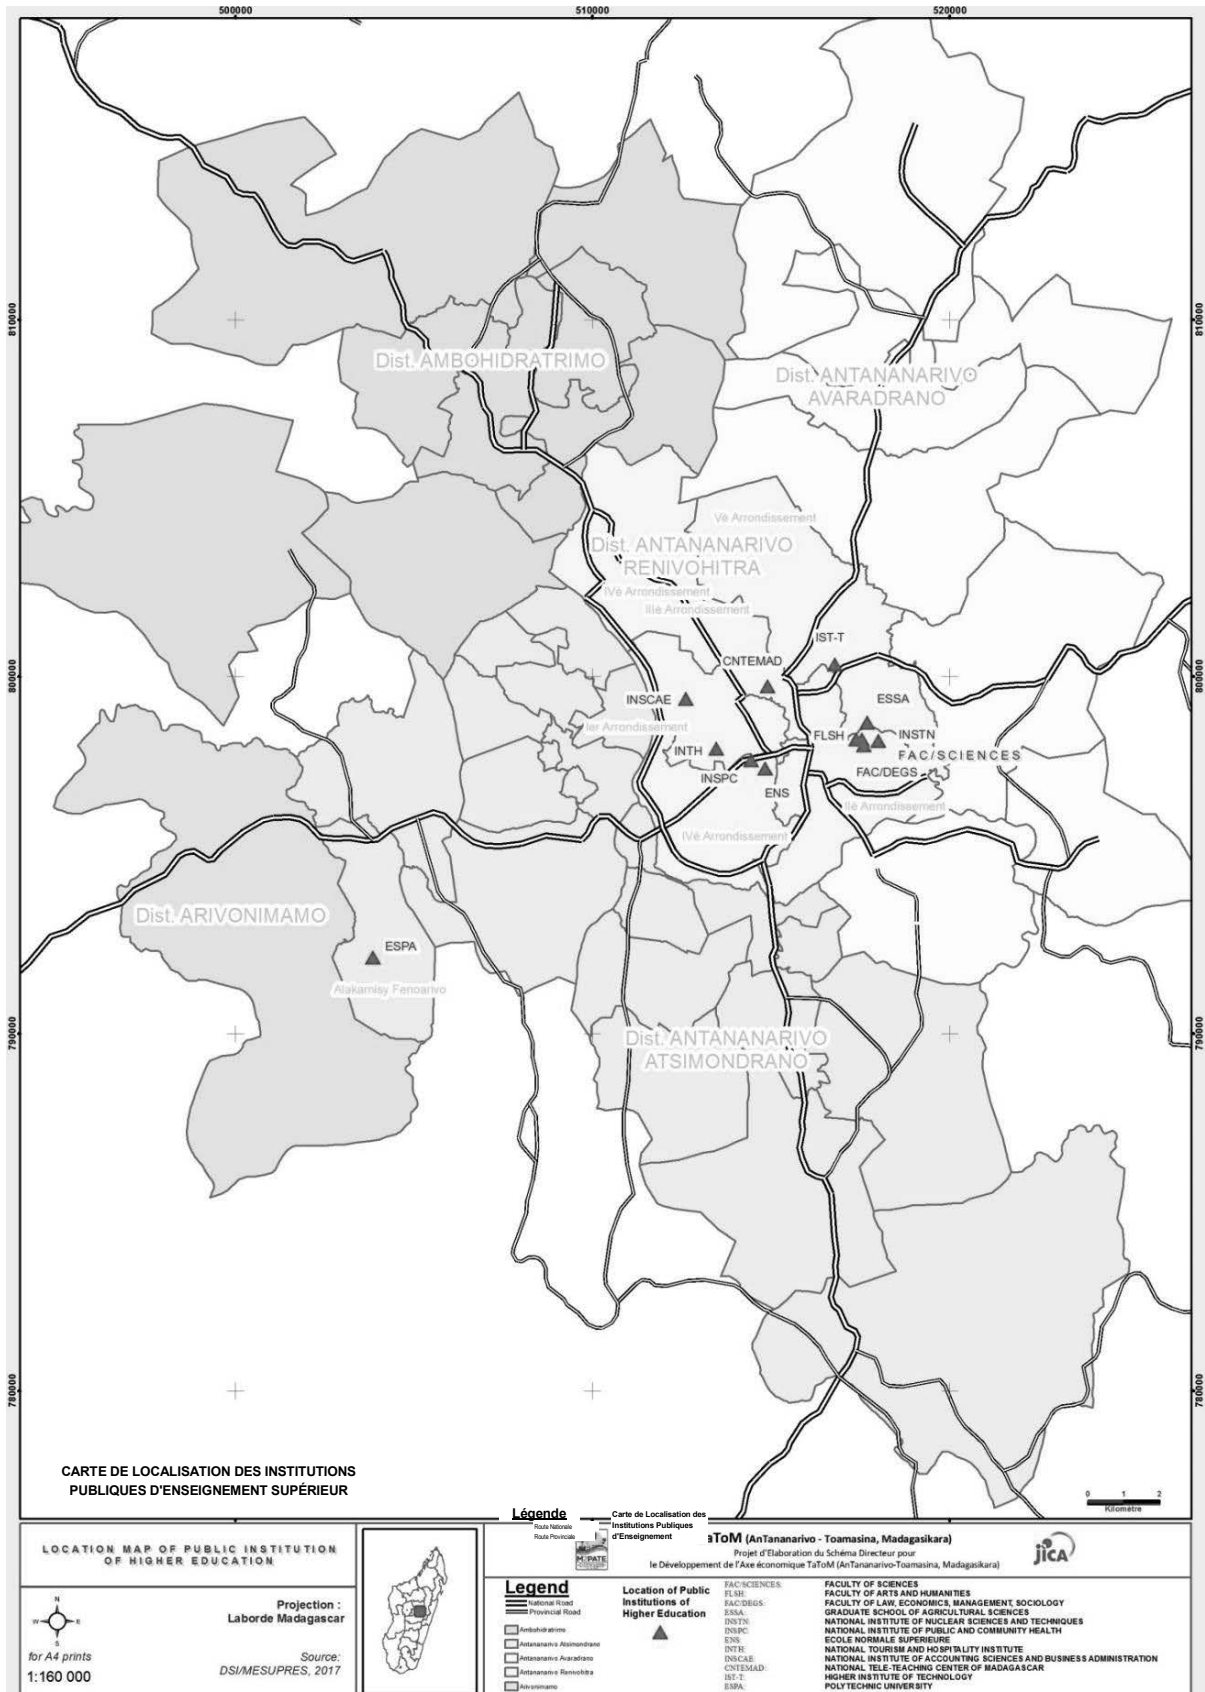 500000
510000
520000
810000
810000
Dist. AMBOHIDRATRIMO
Dist. ANTANANARIVO
AVARADRANO
Vè Arrondissement
Dist. ANTANANARIVO
RENIVOHITRA
IVè Arrondissement
IIIè Arrondissement
IST-T
CNTEMAD
800000
800000
INSCAE
ESSA
Ier Arrondissement
FLSH
INSTN
INTH
FAC/SCIENCES
INSPC
FAC/DEGS
ENS
IIè Arrondissement
IVè Arrondissement
Dist. ARIVONIMAMO
ESPA
Alakamisy Fenoarivo
790000
790000
Dist. ANTANANARIVO
ATSIMONDRANO
780000
780000
CARTE DE LOCALISATION DES INSTITUTIONS
PUBLIQUES D'ENSEIGNEMENT SUPÉRIEUR
0 1 2
Kilomètre
Légende
Route Nationale
Route Provinciale
Carte de Localisation des
Institutions Publiques
d'Enseignement
LOCATION MAP OF PUBLIC INSTITUTION
OF HIGHER EDUCATION
N
W E
S
for A4 prints
1:160 000
Projection :
Laborde Madagascar
Source:
DSI/MESUPRES, 2017
M2PATE
aToM (AnTananarivo - Toamasina, Madagasikara)
Projet d'Elaboration du Schéma Directeur pour
le Développement de l'Axe économique TaToM (AnTananarivo-Toamasina, Madagasikara)
jICA
Legend
National Road
Provincial Road
Ambohidratrimo
Antananarivo Atsimondrano
Antananarivo Avaradrano
Antananarivo Renivohitra
Arivonimamo
Location of Public
Institutions of
Higher Education
FAC/SCIENCES: FACULTY OF SCIENCES
FLSH: FACULTY OF ARTS AND HUMANITIES
FAC/DEGS: FACULTY OF LAW, ECONOMICS, MANAGEMENT, SOCIOLOGY
ESSA: GRADUATE SCHOOL OF AGRICULTURAL SCIENCES
INSTN: NATIONAL INSTITUTE OF NUCLEAR SCIENCES AND TECHNIQUES
INSPC: NATIONAL INSTITUTE OF PUBLIC AND COMMUNITY HEALTH
ENS: ECOLE NORMALE SUPERIEURE
INTH: NATIONAL TOURISM AND HOSPITALITY INSTITUTE
INSCAE: NATIONAL INSTITUTE OF ACCOUNTING SCIENCES AND BUSINESS ADMINISTRATION
CNTEMAD: NATIONAL TELE-TEACHING CENTER OF MADAGASCAR
IST-T: HIGHER INSTITUTE OF TECHNOLOGY
ESPA: POLYTECHNIC UNIVERSITY